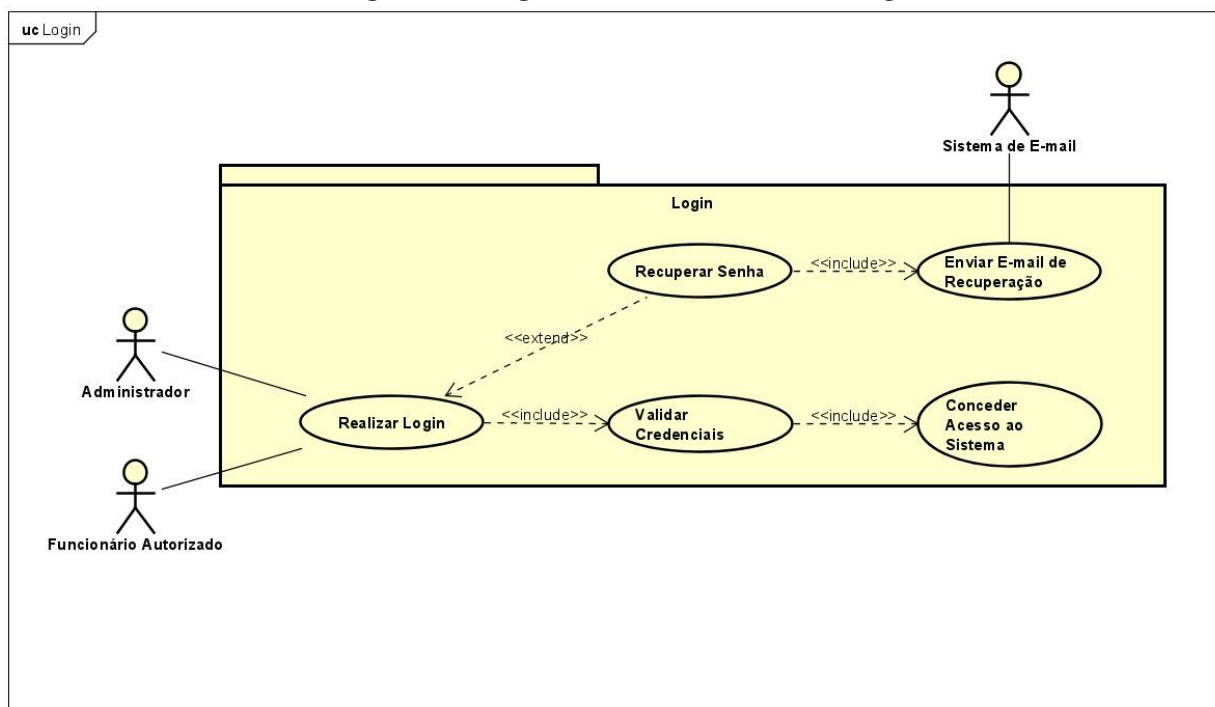 uc Login
Sistema de E-mail
Login
Recuperar Senha
<<include>>
Enviar E-mail de
Recuperação
<<extend>>
Administrador
Realizar Login
<<include>>
Validar
Credenciais
<<include>>
Conceder
Acesso ao
Sistema
Funcionário Autorizado